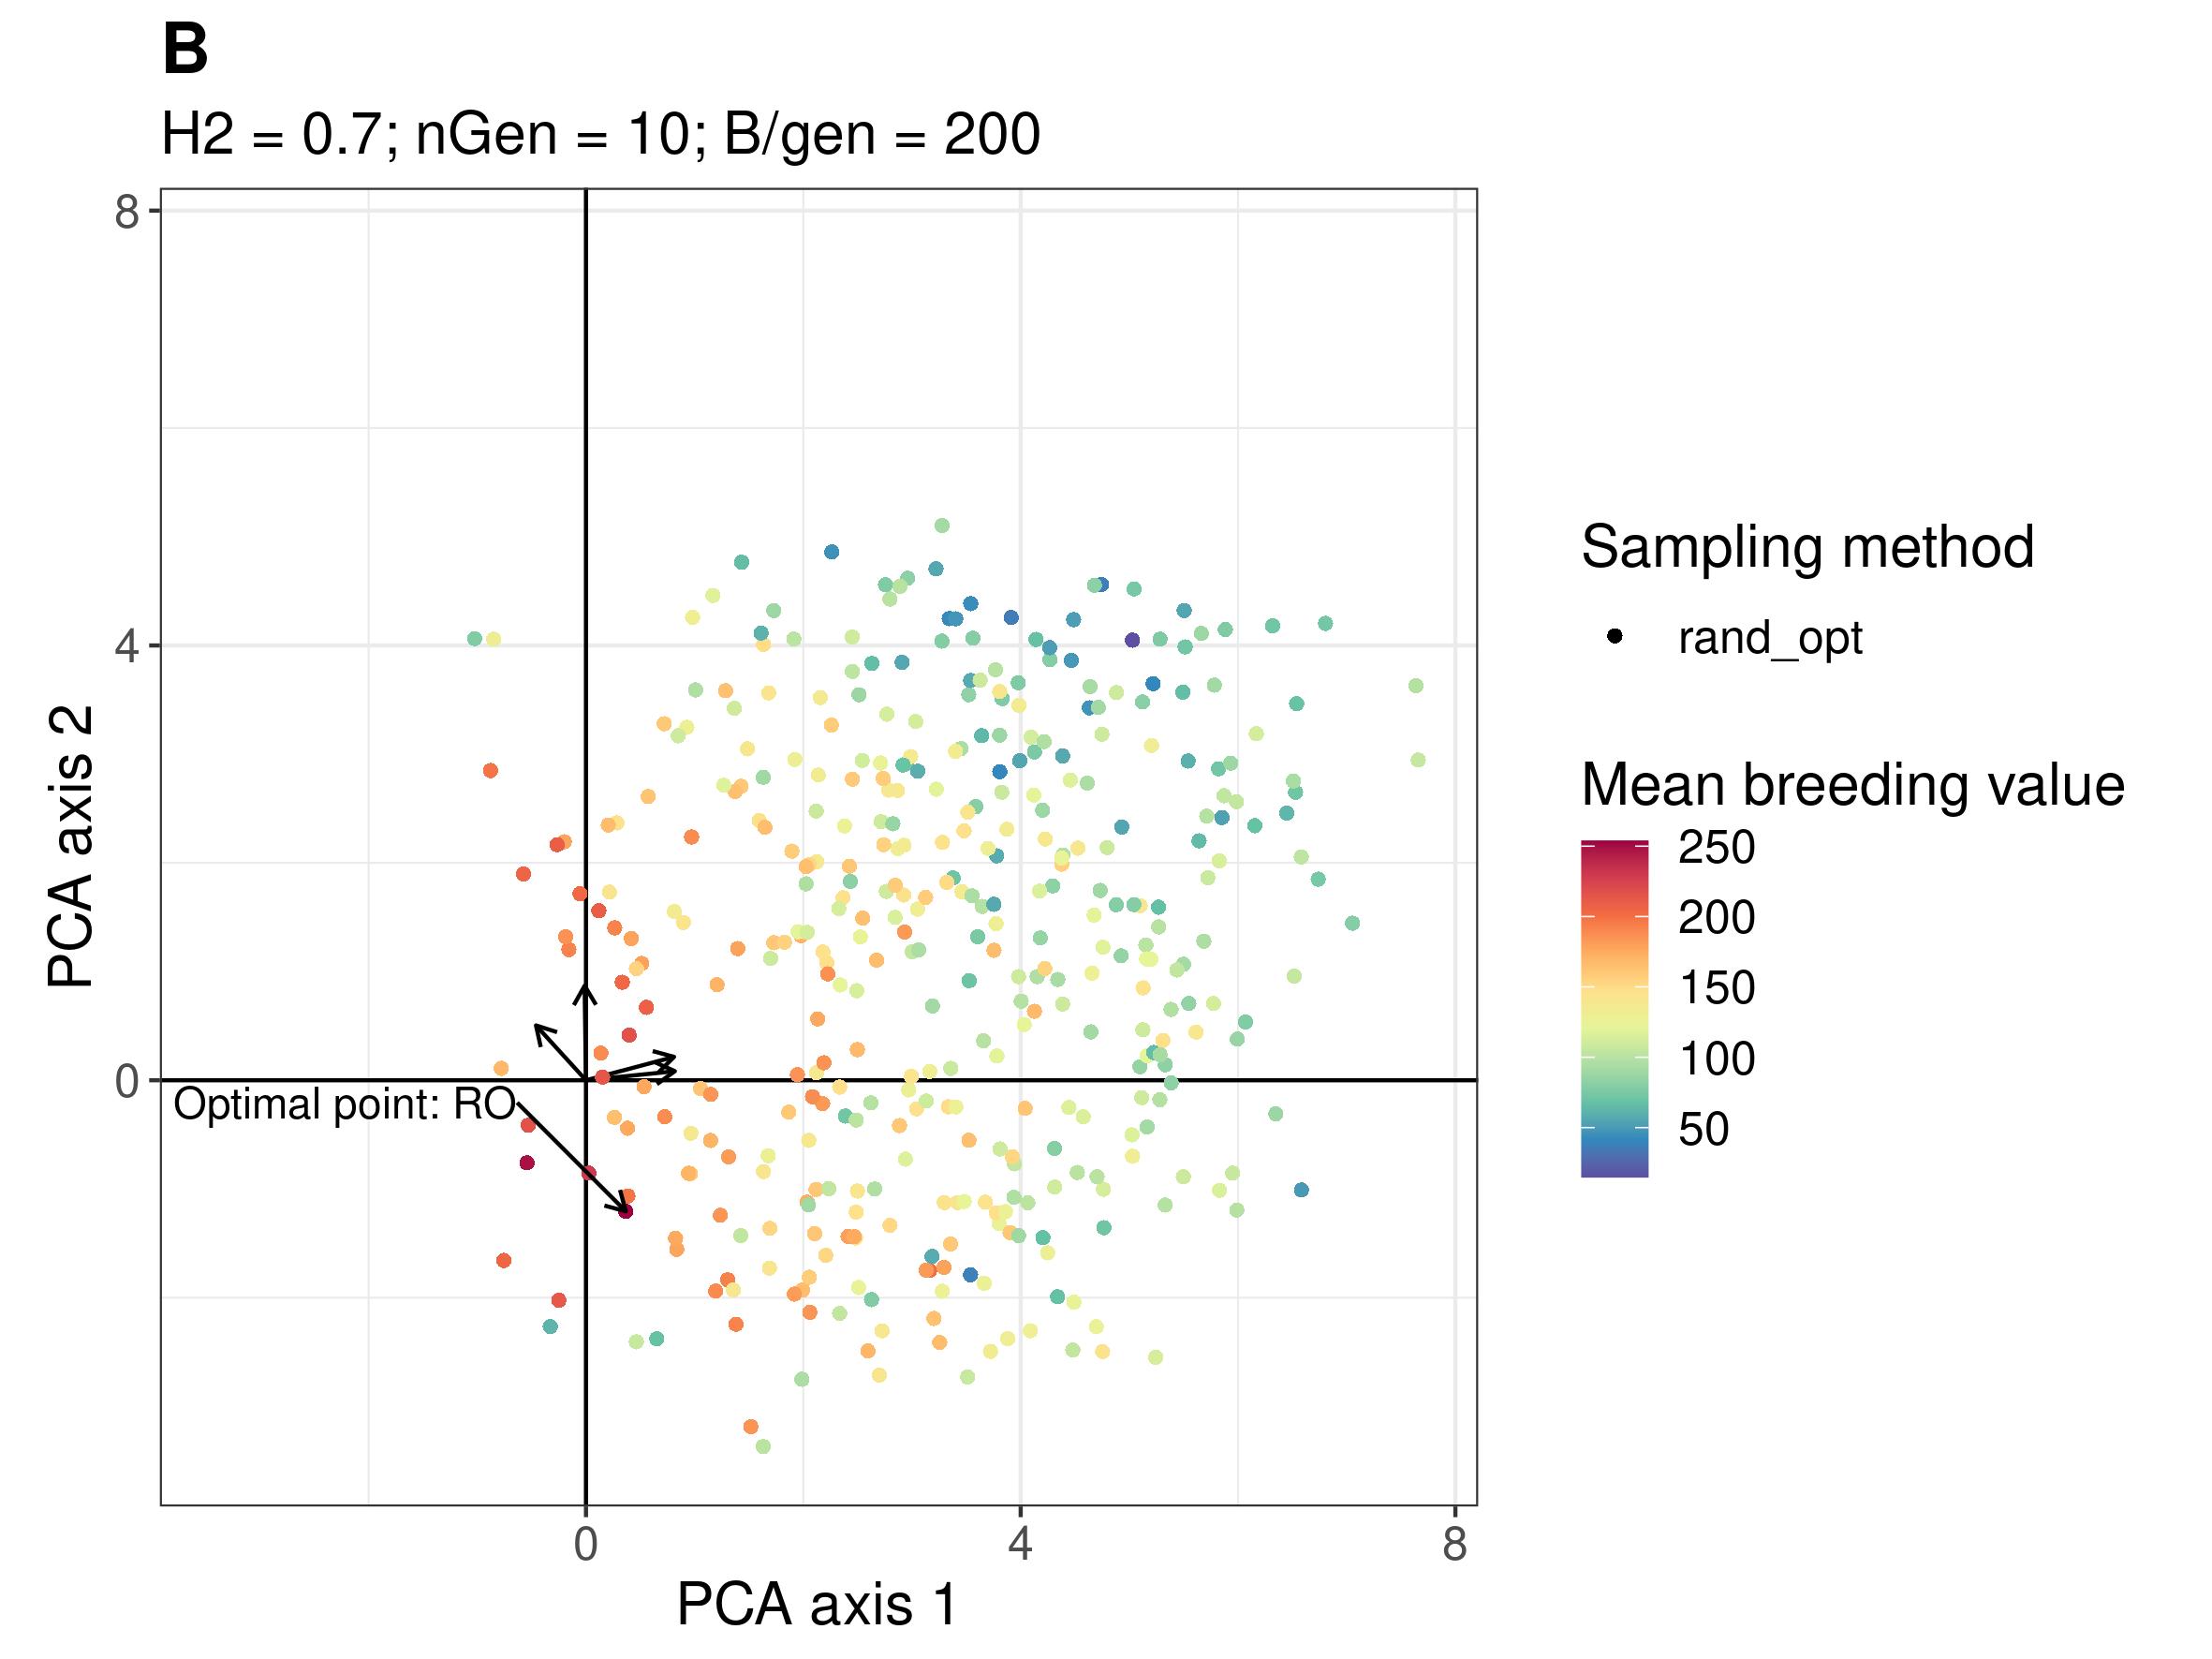 B
H2 = 0.7; nGen = 10; B/gen = 200
8
4
0
PCA axis 2
Optimal point: RO
0
4
8
PCA axis 1
Sampling method
rand_opt
Mean breeding value
250
200
150
100
50